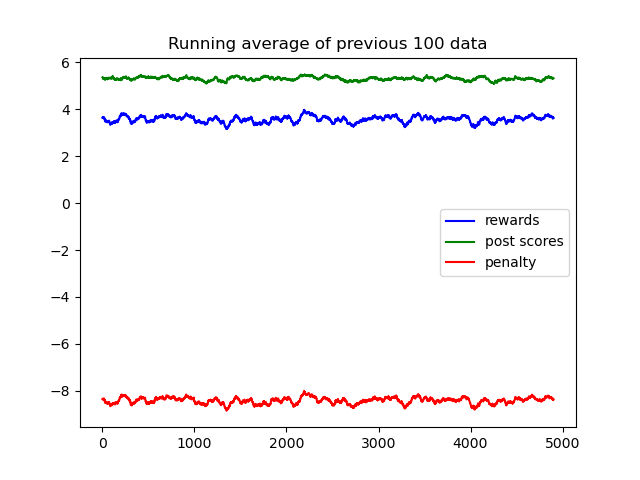 Running average of previous 100 data
6
4
2
0
−2
−4
−6
−8
rewards
post scores
penalty
0 1000 2000 3000 4000 5000